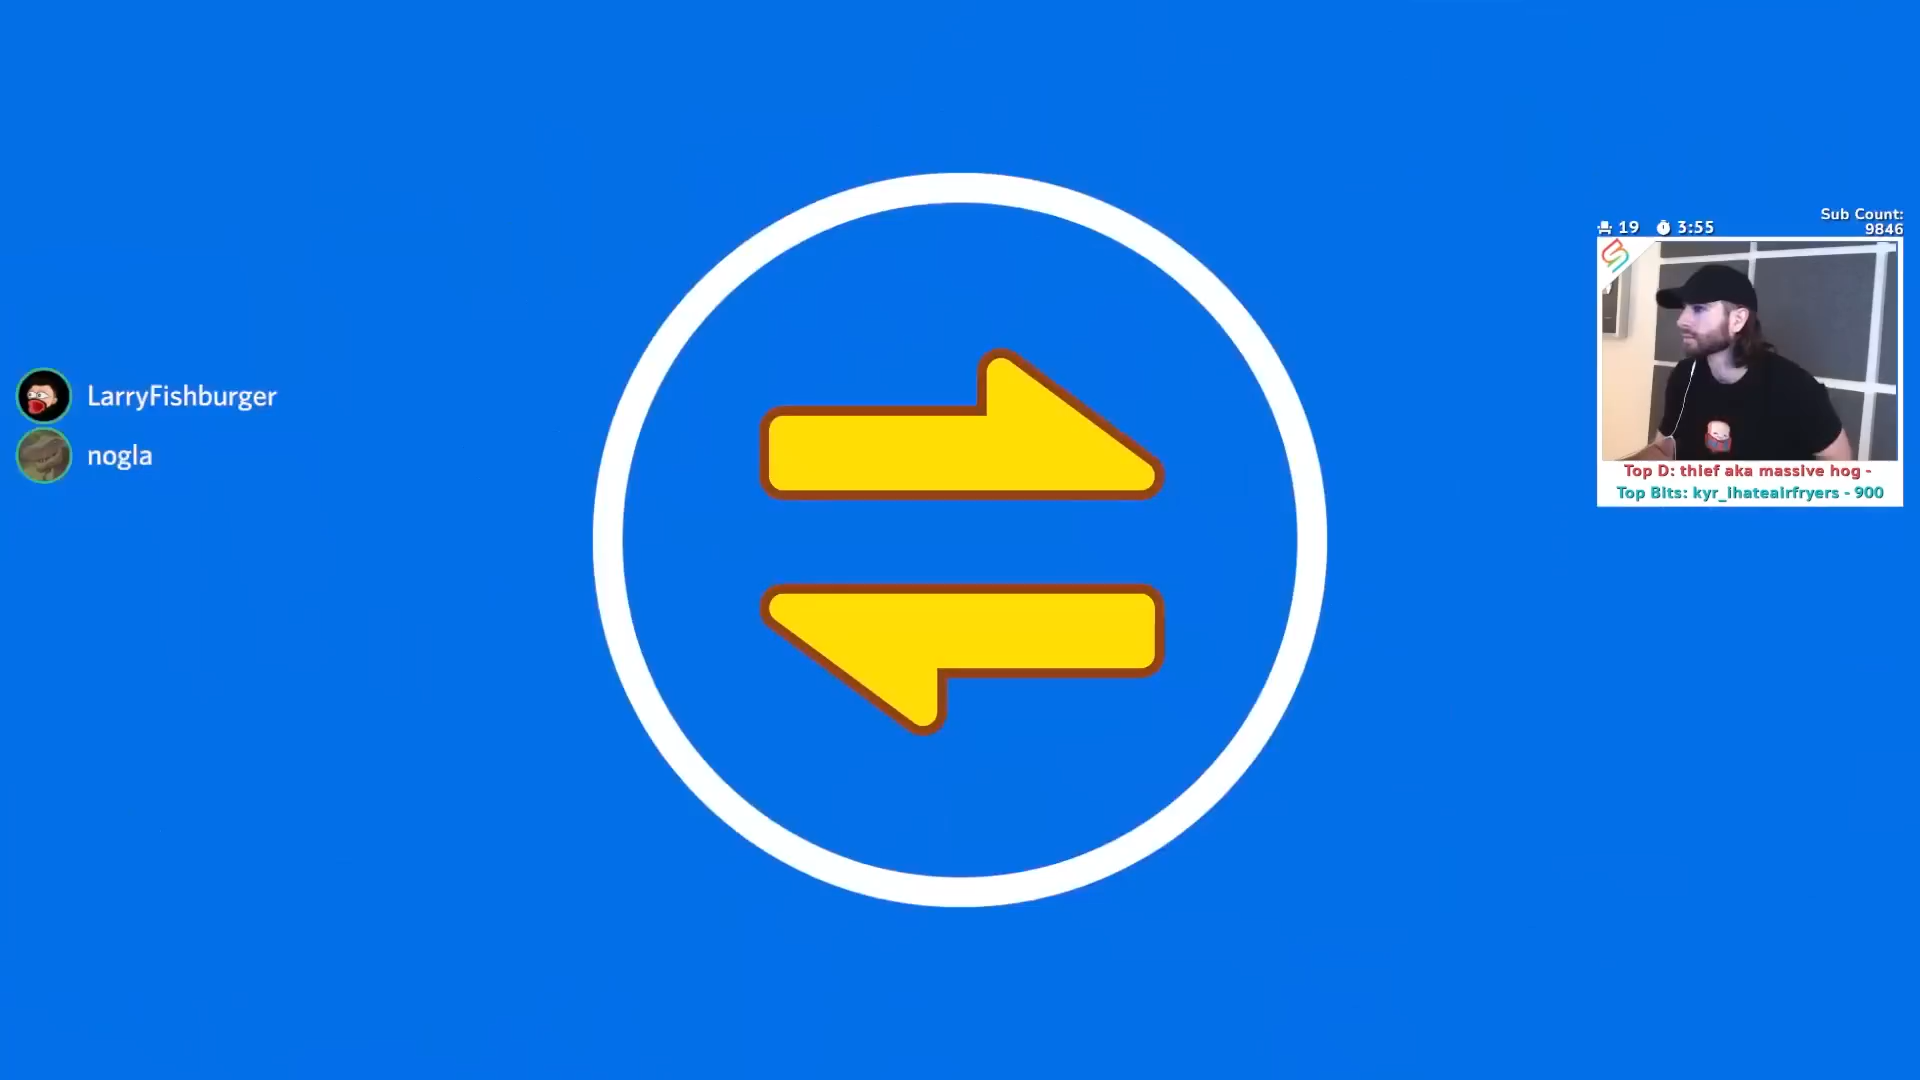 LarryFishburger
nogla
Sub Count:
9846
19 3:55
Top D: thief aka massive hog -
Top Bits: kyr_ihateairfryers - 900